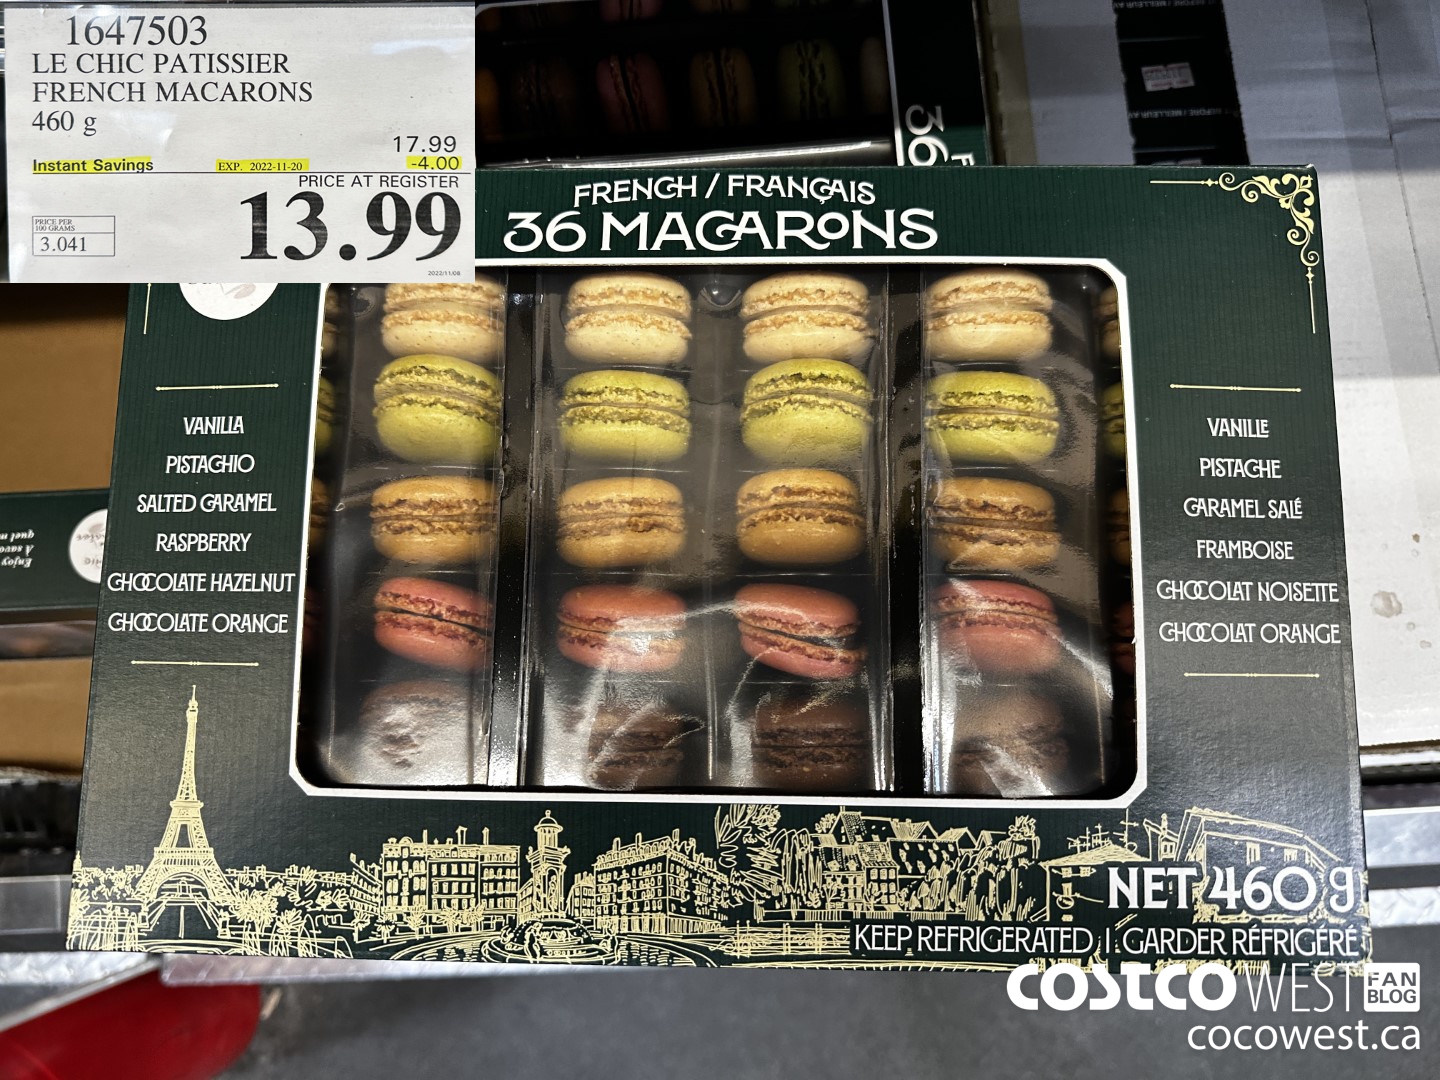 1647503
LE CHIC PATISSIER
FRENCH MACARONS
460 g
17.99
Instant Savings EXP. 2022-11-20 -4.00
PRICE AT REGISTER
13.99
PRICE PER
100 GRAMS
3.041
2022/11/08
36
FRENCH / FRANÇAIS
36 MACARONS
VANILLA
PISTACHIO
SALTED CARAMEL
RASPBERRY
CHOCOLATE HAZELNUT
CHOCOLATE ORANGE
VANILLE
PISTACHE
CARAMEL SALÉ
FRAMBOISE
CHOCOLAT NOISETTE
CHOCOLAT ORANGE
Enjoy
NET 460 g
KEEP REFRIGERATED | GARDER RÉFRIGÉRÉ
COSTCO WEST FAN BLOG
cocowest.ca